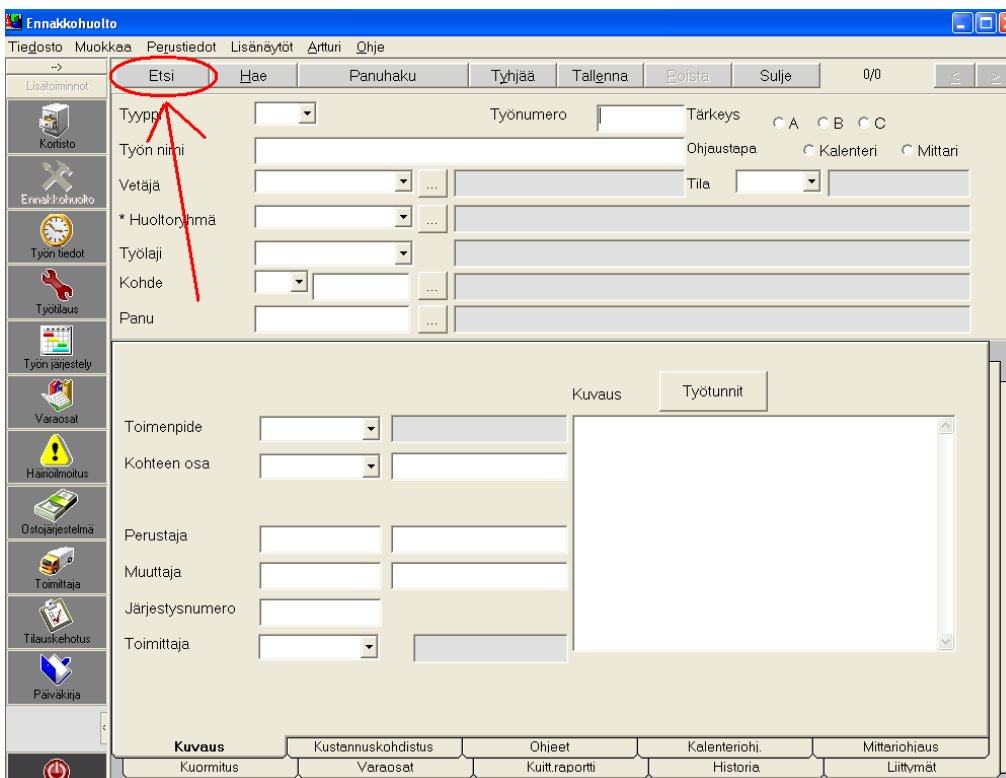 Ennakkohuolto
Tiedosto Muokkaa Perustiedot Lisänäytöt Artturi Ohje
-->
Lisätoiminnot
Kortisto
Ennakkohuolto
Työn tiedot
Työtilaus
Työn järjestely
Varaosat
Häiriöilmoitus
Ostojärjestelmä
Toimittaja
Tilauskehotus
Päiväkirja
Etsi Hae Panuhaku Tyhjää Tallenna Poista Sulje 0/0 < >
Tyyppi Työnumero Tärkeys A B C
Työn nimi Ohjaustapa Kalenteri Mittari
Vetäjä ... Tila
* Huoltoryhmä ...
Työlaji
Kohde ...
Panu ...
Kuvaus Työtunnit
Toimenpide
Kohteen osa
Perustaja
Muuttaja
Järjestysnumero
Toimittaja
Kuvaus Kustannuskohdistus Ohjeet Kalenteriohj. Mittariohjaus
Kuormitus Varaosat Kuitt.raportti Historia Liittymät